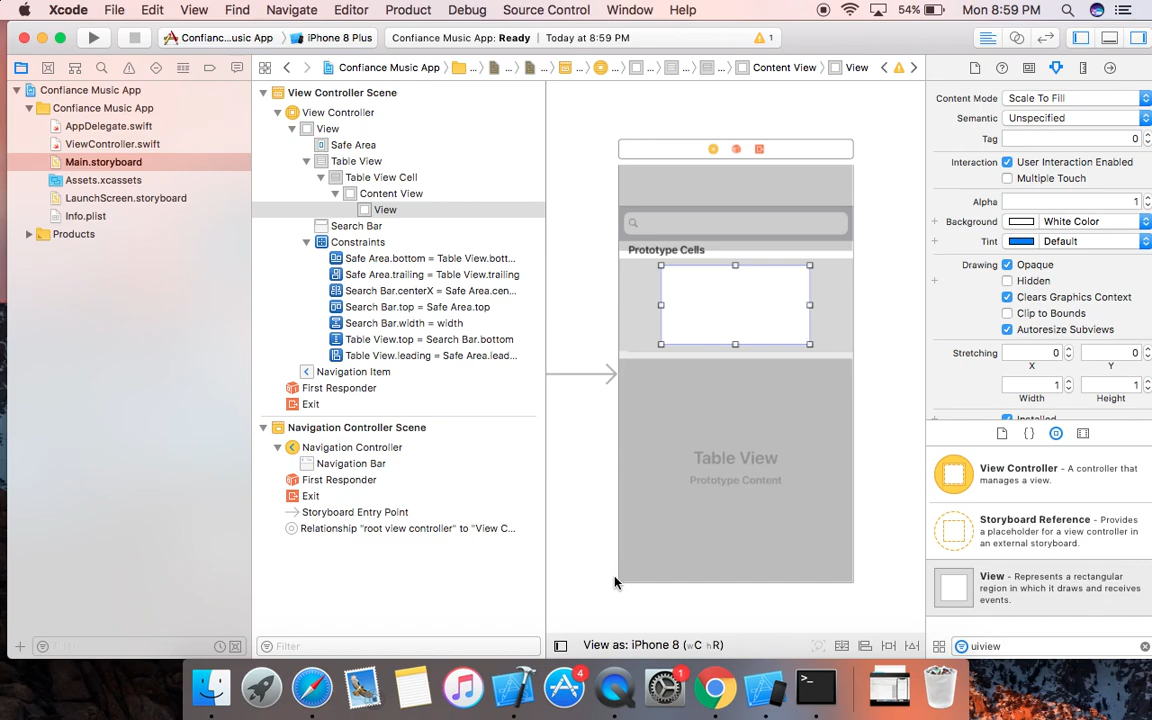 Xcode File Edit View Find Navigate Editor Product Debug Source Control Window Help 54% Mon 8:59 PM
Confianc...usic App iPhone 8 Plus Confiance Music App: Ready Today at 8:59 PM 1
Confiance Music App ... ... ... ... ... ... ... ... Content View View
Confiance Music App
Confiance Music App
AppDelegate.swift
ViewController.swift
Main.storyboard
Assets.xcassets
LaunchScreen.storyboard
Info.plist
Products
View Controller Scene
View Controller
View
Safe Area
Table View
Table View Cell
Content View
View
Search Bar
Constraints
Safe Area.bottom = Table View.bott...
Safe Area.trailing = Table View.trailing
Search Bar.centerX = Safe Area.cen...
Search Bar.top = Safe Area.top
Search Bar.width = width
Table View.top = Search Bar.bottom
Table View.leading = Safe Area.lead...
Navigation Item
First Responder
Exit
Navigation Controller Scene
Navigation Controller
Navigation Bar
First Responder
Exit
Storyboard Entry Point
Relationship "root view controller" to "View C...
Filter
Prototype Cells
Table View
Prototype Content
View as: iPhone 8 (wC hR)
Content Mode Scale To Fill
Semantic Unspecified
Tag 0
Interaction User Interaction Enabled
Multiple Touch
Alpha 1
Background White Color
Tint Default
Drawing Opaque
Hidden
Clears Graphics Context
Clip to Bounds
Autoresize Subviews
Stretching 0 0
X Y
1 1
Width Height
View Controller - A controller that
manages a view.
Storyboard Reference - Provides
a placeholder for a view controller in
an external storyboard.
View - Represents a rectangular
region in which it draws and receives
events.
uiview
4 1